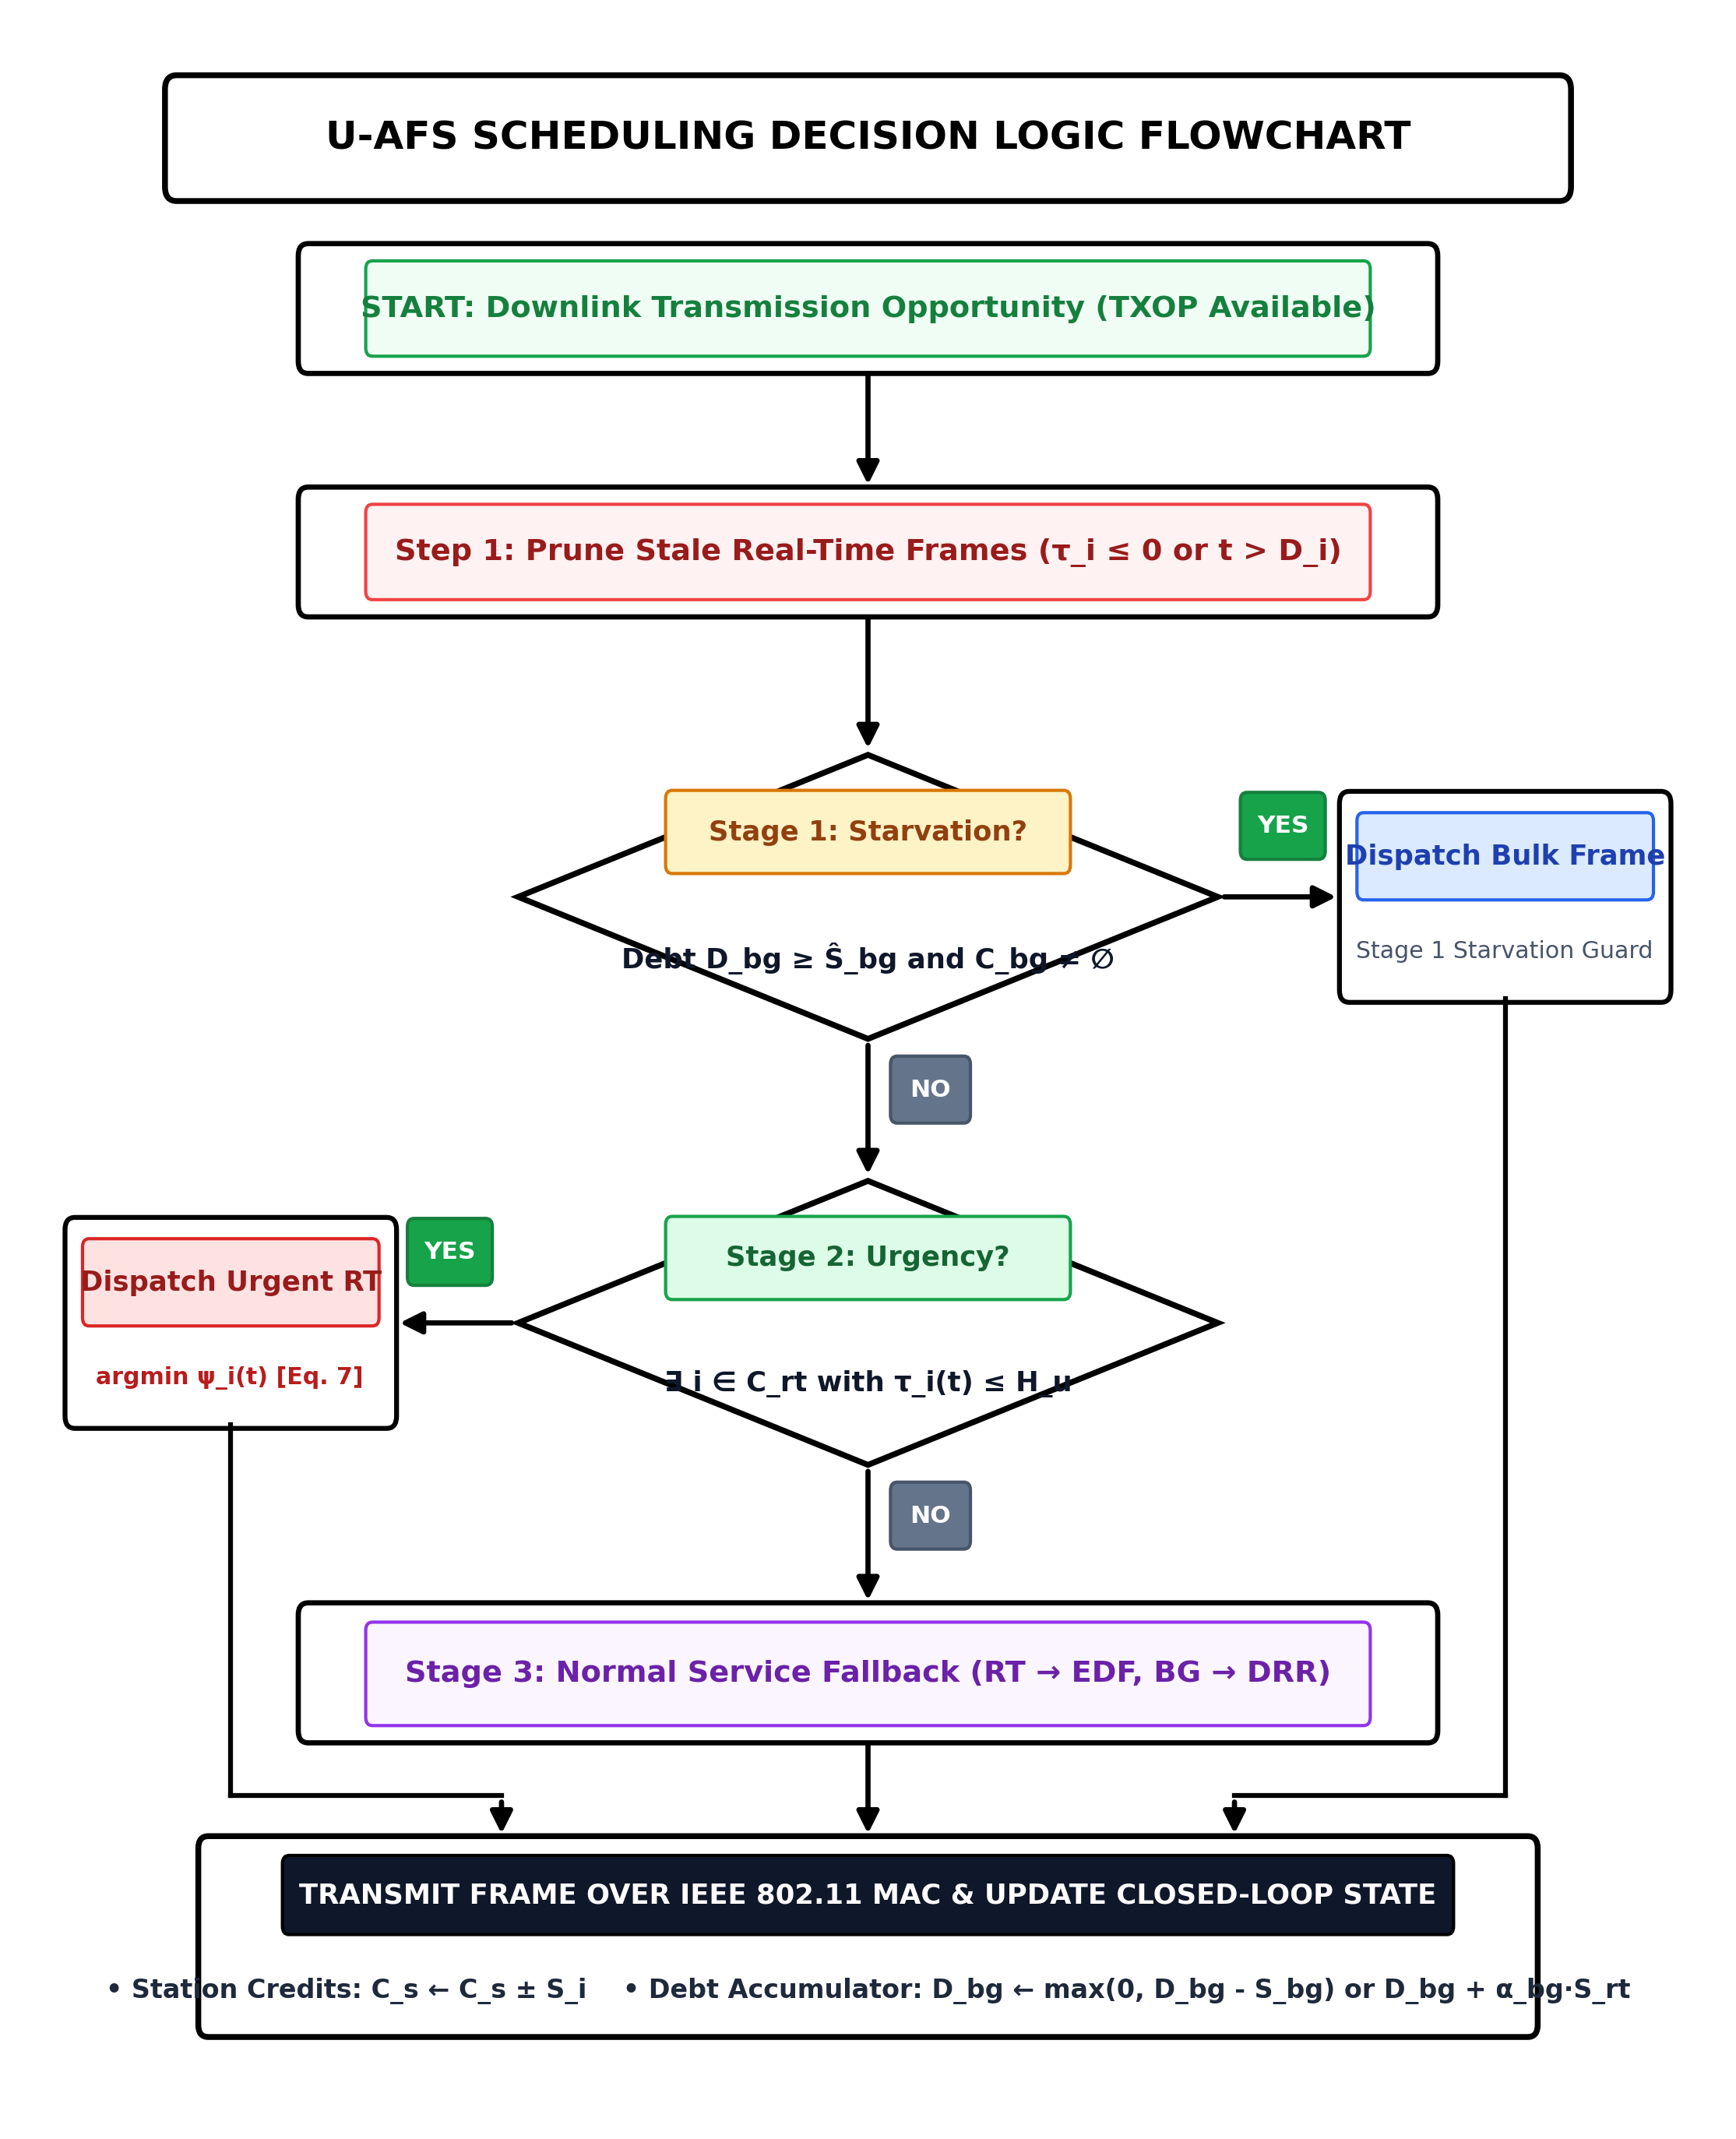 U-AFS SCHEDULING DECISION LOGIC FLOWCHART
START: Downlink Transmission Opportunity (TXOP Available)
Step 1: Prune Stale Real-Time Frames (τ_i ≤ 0 or t > D_i)
Stage 1: Starvation?
Debt D_bg ≥ Ŝ_bg and C_bg ≠ ∅
YES
Dispatch Bulk Frame
Stage 1 Starvation Guard
NO
Stage 2: Urgency?
∃ i ∈ C_rt with τ_i(t) ≤ H_u
YES
Dispatch Urgent RT
argmin ψ_i(t) [Eq. 7]
NO
Stage 3: Normal Service Fallback (RT → EDF, BG → DRR)
TRANSMIT FRAME OVER IEEE 802.11 MAC & UPDATE CLOSED-LOOP STATE
• Station Credits: C_s ← C_s ± S_i • Debt Accumulator: D_bg ← max(0, D_bg - S_bg) or D_bg + α_bg·S_rt